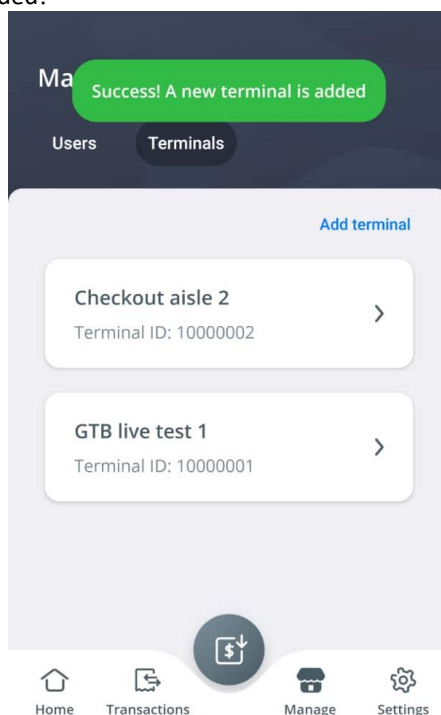 Ma
Success! A new terminal is added
Users Terminals
Add terminal
Checkout aisle 2
Terminal ID: 10000002
GTB live test 1
Terminal ID: 10000001
$
Home Transactions Manage Settings